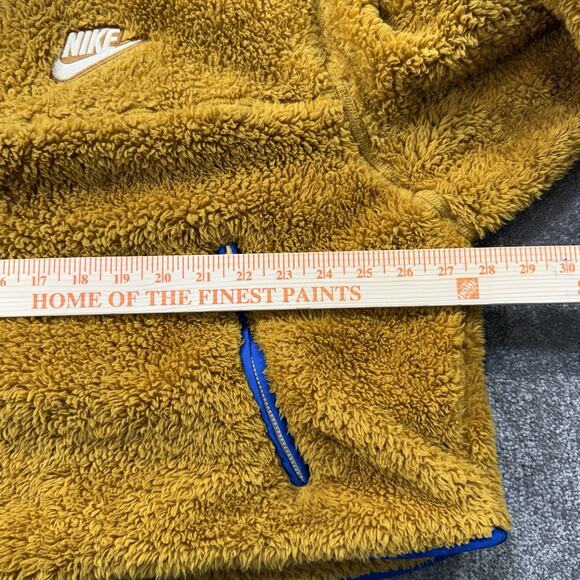 NIKE
6 17 18 19 20 21 22 23 24 25 26 27 28 29 30
HOME OF THE FINEST PAINTS